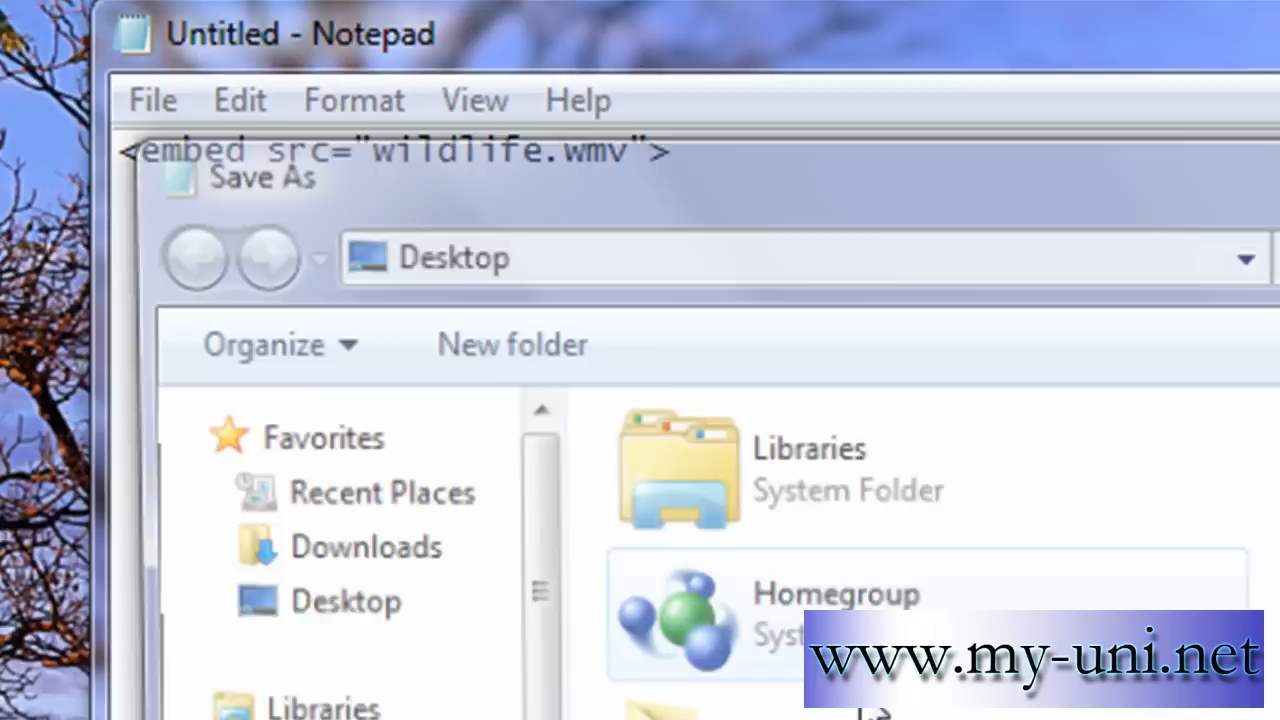 Untitled - Notepad
File Edit Format View Help
<embed src="wildlife.wmv">
Save As
Desktop
Organize New folder
Favorites
Recent Places
Downloads
Desktop
Libraries
Libraries
System Folder
Homegroup
www.my-uni.net